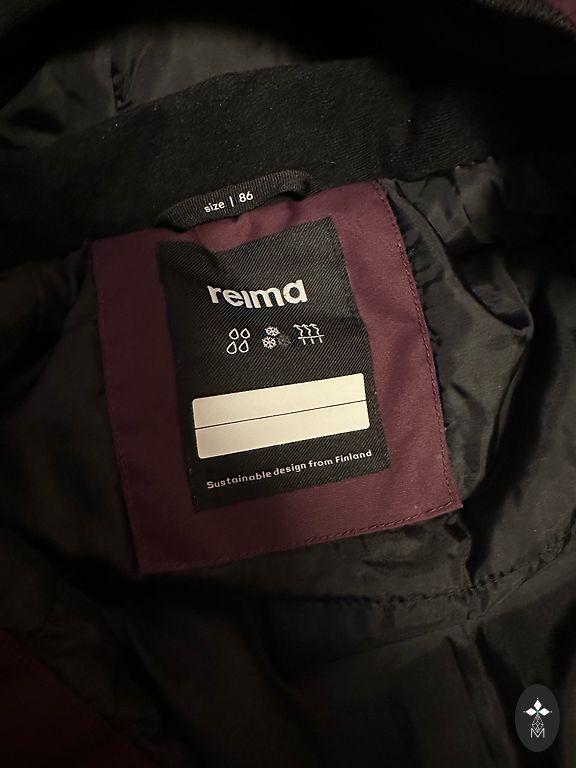 size | 86
reima
Sustainable design from Finland
M